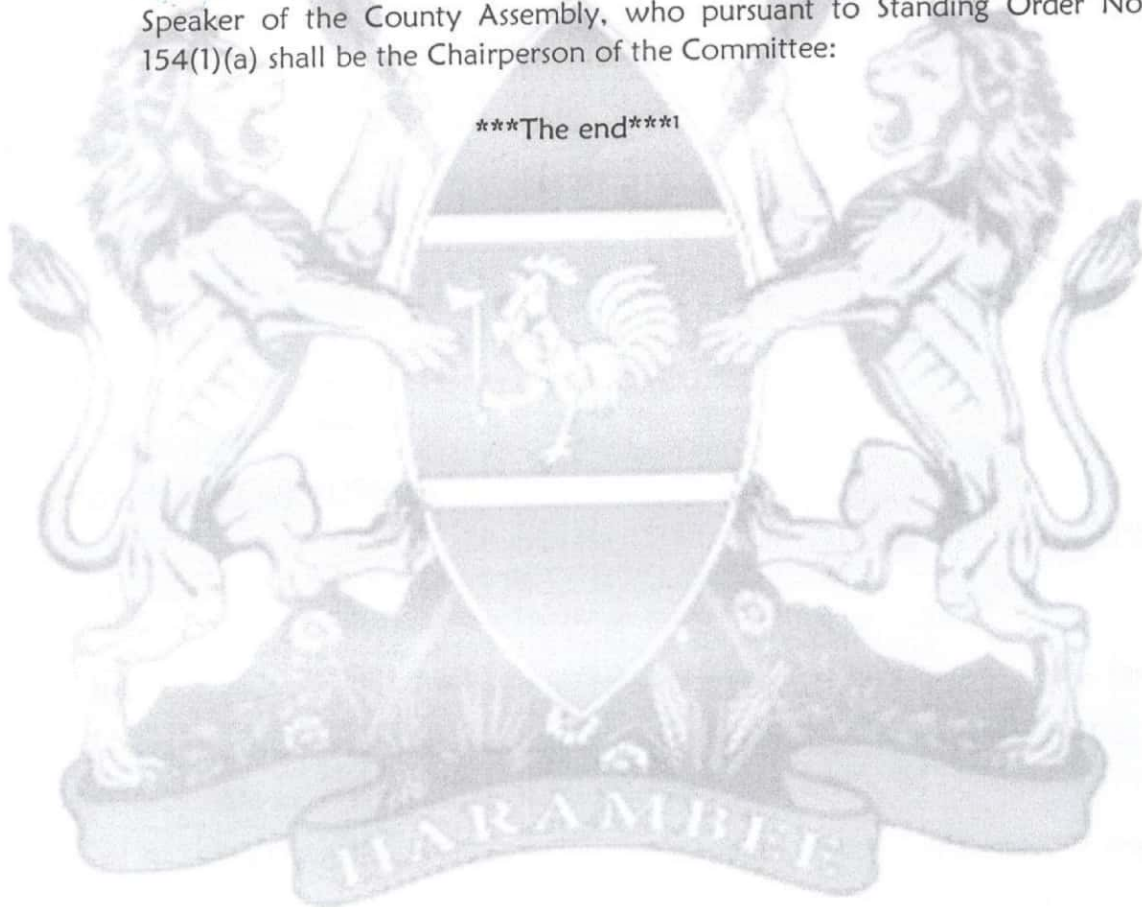 Speaker of the County Assembly, who pursuant to Standing Order No
154(1)(a) shall be the Chairperson of the Committee:
***The end***1
HARAMBEE